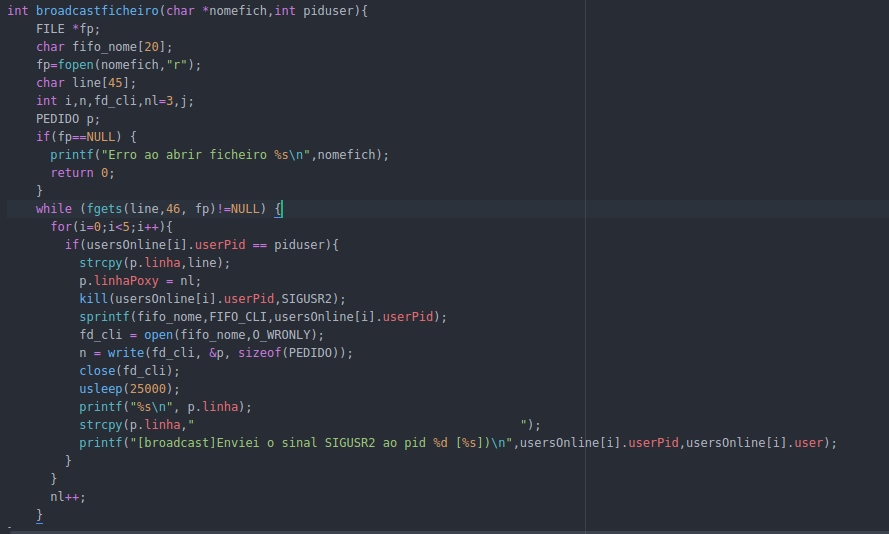 int broadcastficheiro(char *nomefich,int piduser){
    FILE *fp;
    char fifo_nome[20];
    fp=fopen(nomefich,"r");
    char line[45];
    int i,n,fd_cli,nl=3,j;
    PEDIDO p;
    if(fp==NULL) {
      printf("Erro ao abrir ficheiro %s\n",nomefich);
      return 0;
    }
    while (fgets(line,46, fp)!=NULL) {
      for(i=0;i<5;i++){
        if(usersOnline[i].userPid == piduser){
          strcpy(p.linha,line);
          p.linhaPoxy = nl;
          kill(usersOnline[i].userPid,SIGUSR2);
          sprintf(fifo_nome,FIFO_CLI,usersOnline[i].userPid);
          fd_cli = open(fifo_nome,O_WRONLY);
          n = write(fd_cli, &p, sizeof(PEDIDO));
          close(fd_cli);
          usleep(25000);
          printf("%s\n", p.linha);
          strcpy(p.linha,"                                             ");
          printf("[broadcast]Enviei o sinal SIGUSR2 ao pid %d [%s])\n",usersOnline[i].userPid,usersOnline[i].user);
        }
      }
      nl++;
    }